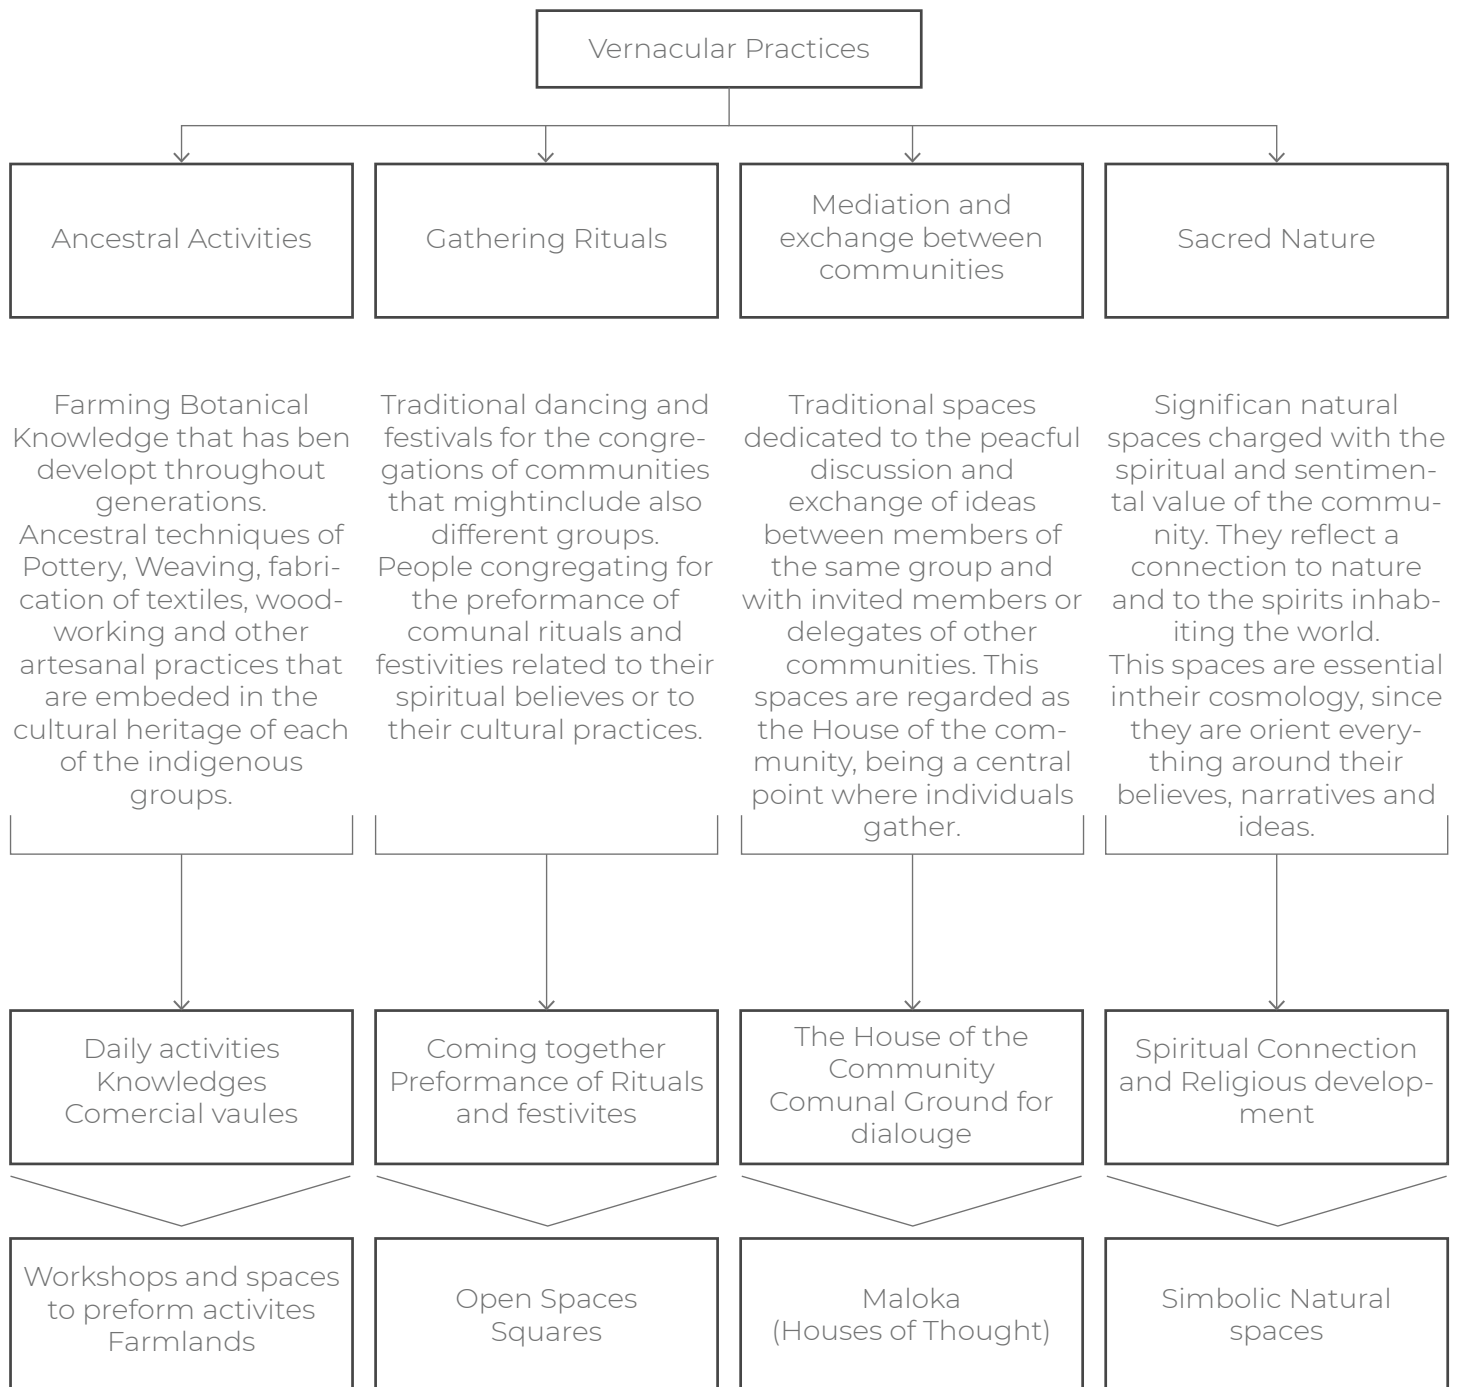 Vernacular Practices
Ancestral Activities
Gathering Rituals
Mediation and
exchange between
communities
Sacred Nature
Farming Botanical
Knowledge that has ben
developt throughout
generations.
Ancestral techniques of
Pottery, Weaving, fabri-
cation of textiles, wood-
working and other
artesanal practices that
are embeded in the
cultural heritage of each
of the indigenous
groups.
Traditional dancing and
festivals for the congre-
gations of communities
that mightinclude also
different groups.
People congregating for
the preformance of
comunal rituals and
festivities related to their
spiritual believes or to
their cultural practices.
Traditional spaces
dedicated to the peacful
discussion and
exchange of ideas
between members of
the same group and
with invited members or
delegates of other
communities. This
spaces are regarded as
the House of the com-
munity, being a central
point where individuals
gather.
Significan natural
spaces charged with the
spiritual and sentimen-
tal value of the commu-
nity. They reflect a
connection to nature
and to the spirits inhab-
iting the world.
This spaces are essential
intheir cosmology, since
they are orient every-
thing around their
believes, narratives and
ideas.
Daily activities
Knowledges
Comercial vaules
Coming together
Preformance of Rituals
and festivites
The House of the
Community
Comunal Ground for
dialouge
Spiritual Connection
and Religious develop-
ment
Workshops and spaces
to preform activites
Farmlands
Open Spaces
Squares
Maloka
(Houses of Thought)
Simbolic Natural
spaces